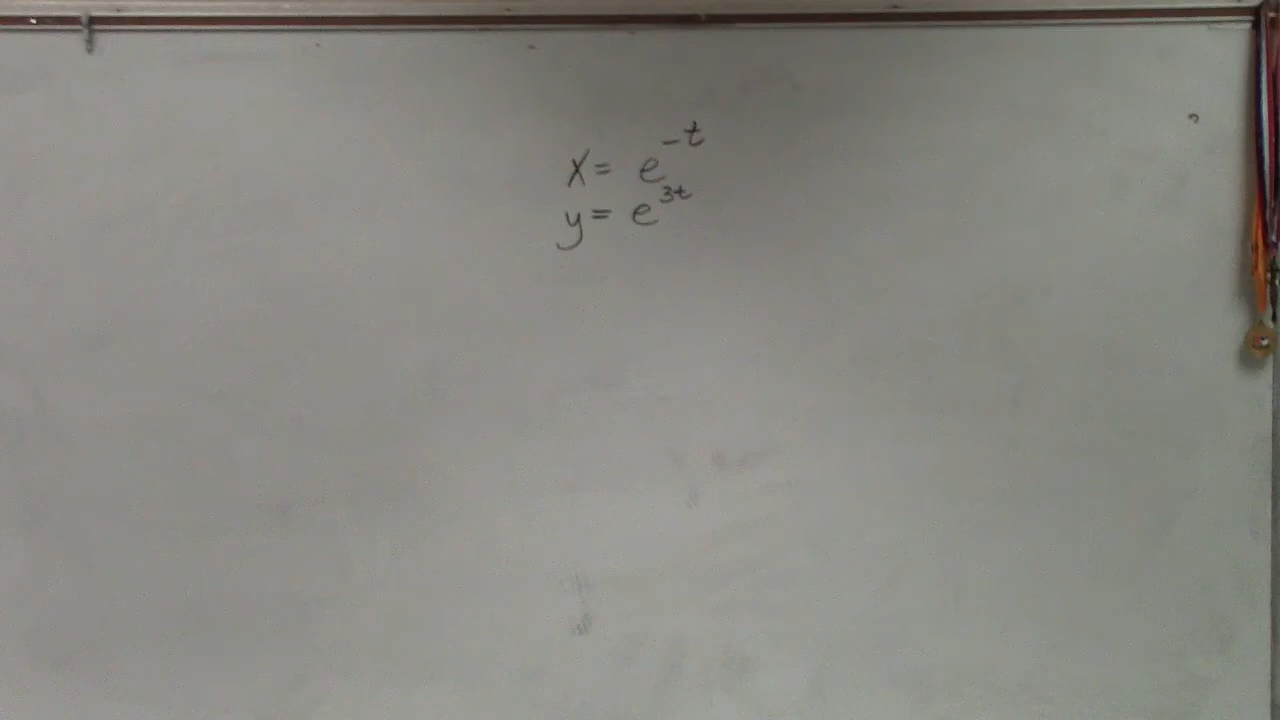 x = e^{-t}
y = e^{3t}